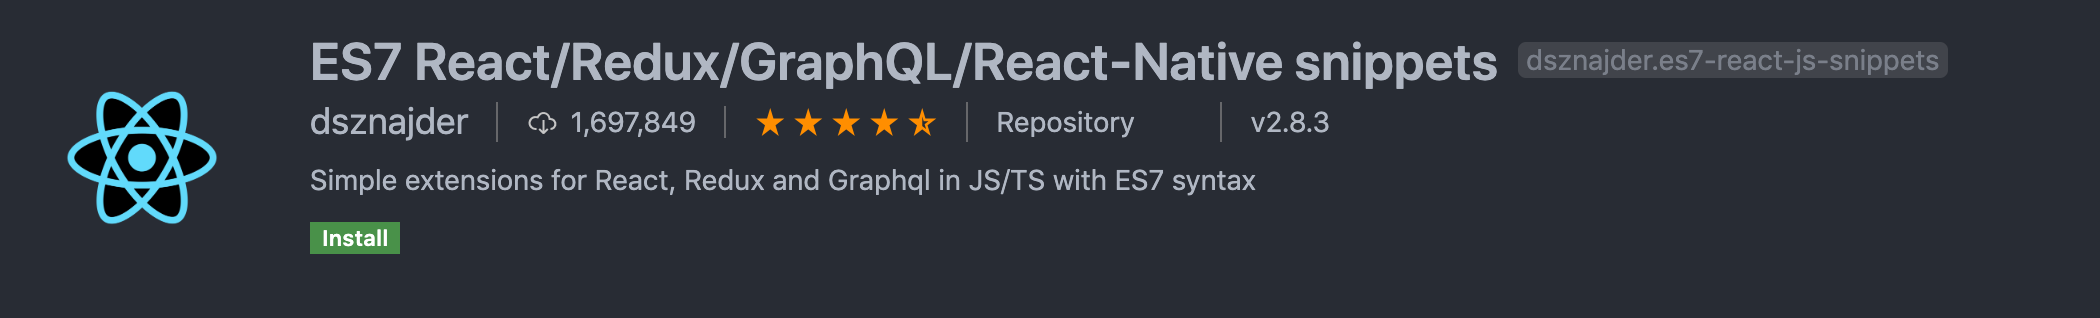 ES7 React/Redux/GraphQL/React-Native snippets dsznajder.es7-react-js-snippets
dsznajder 1,697,849 Repository v2.8.3
Simple extensions for React, Redux and Graphql in JS/TS with ES7 syntax
Install